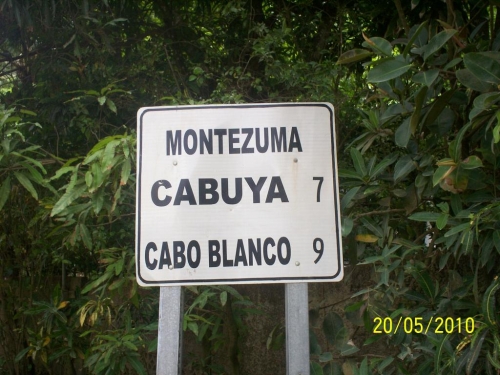 MONTEZUMA
CABUYA 7
CABO BLANCO 9
20/05/2010